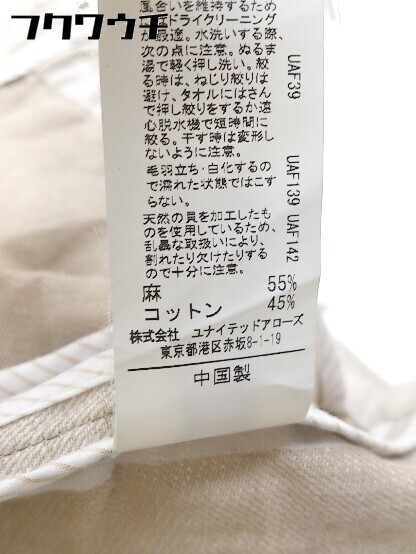 フクワウチ
風合いを維持するため
にはドライクリーニング
が最適。水洗いする際、
次の点に注意。ぬるま
湯で軽く押し洗い。絞
る時は、ねじり絞りは
避け、タオルにはさん
で押し絞りをするか遠
心脱水機で短時間に
絞る。干す時は変形し
ないように注意。
毛羽立ち・白化するの
で濡れた状態ではこす
らない。
天然の貝を加工したも
のを使用しているため、
乱暴な取扱いにより、
割れたり欠けたりする
ので十分に注意。
UAF39
UAF139 UAF142
麻 55%
コットン 45%
株式会社 ユナイテッドアローズ
東京都港区赤坂8-1-19
中国製